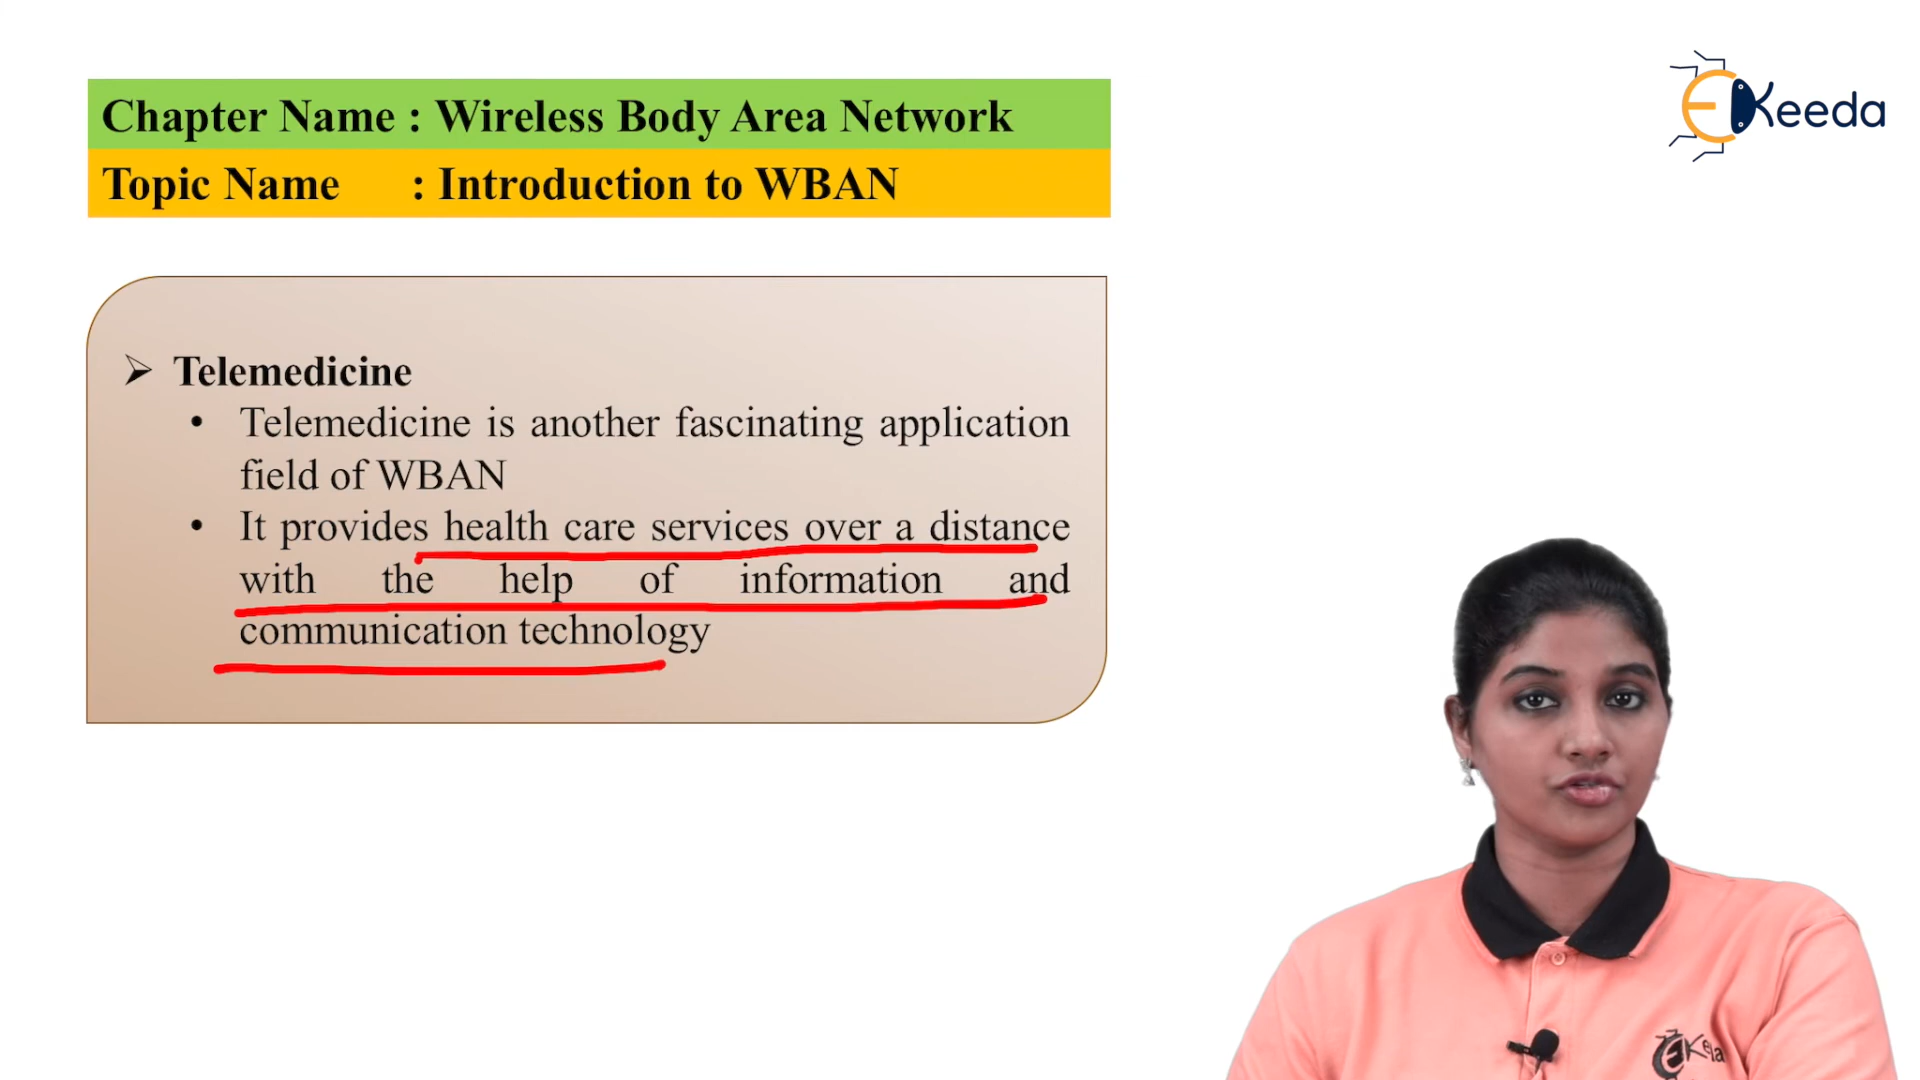 Chapter Name : Wireless Body Area Network
Topic Name : Introduction to WBAN
EKeeda
➢ Telemedicine
• Telemedicine is another fascinating application
field of WBAN
• It provides health care services over a distance
with the help of information and
communication technology